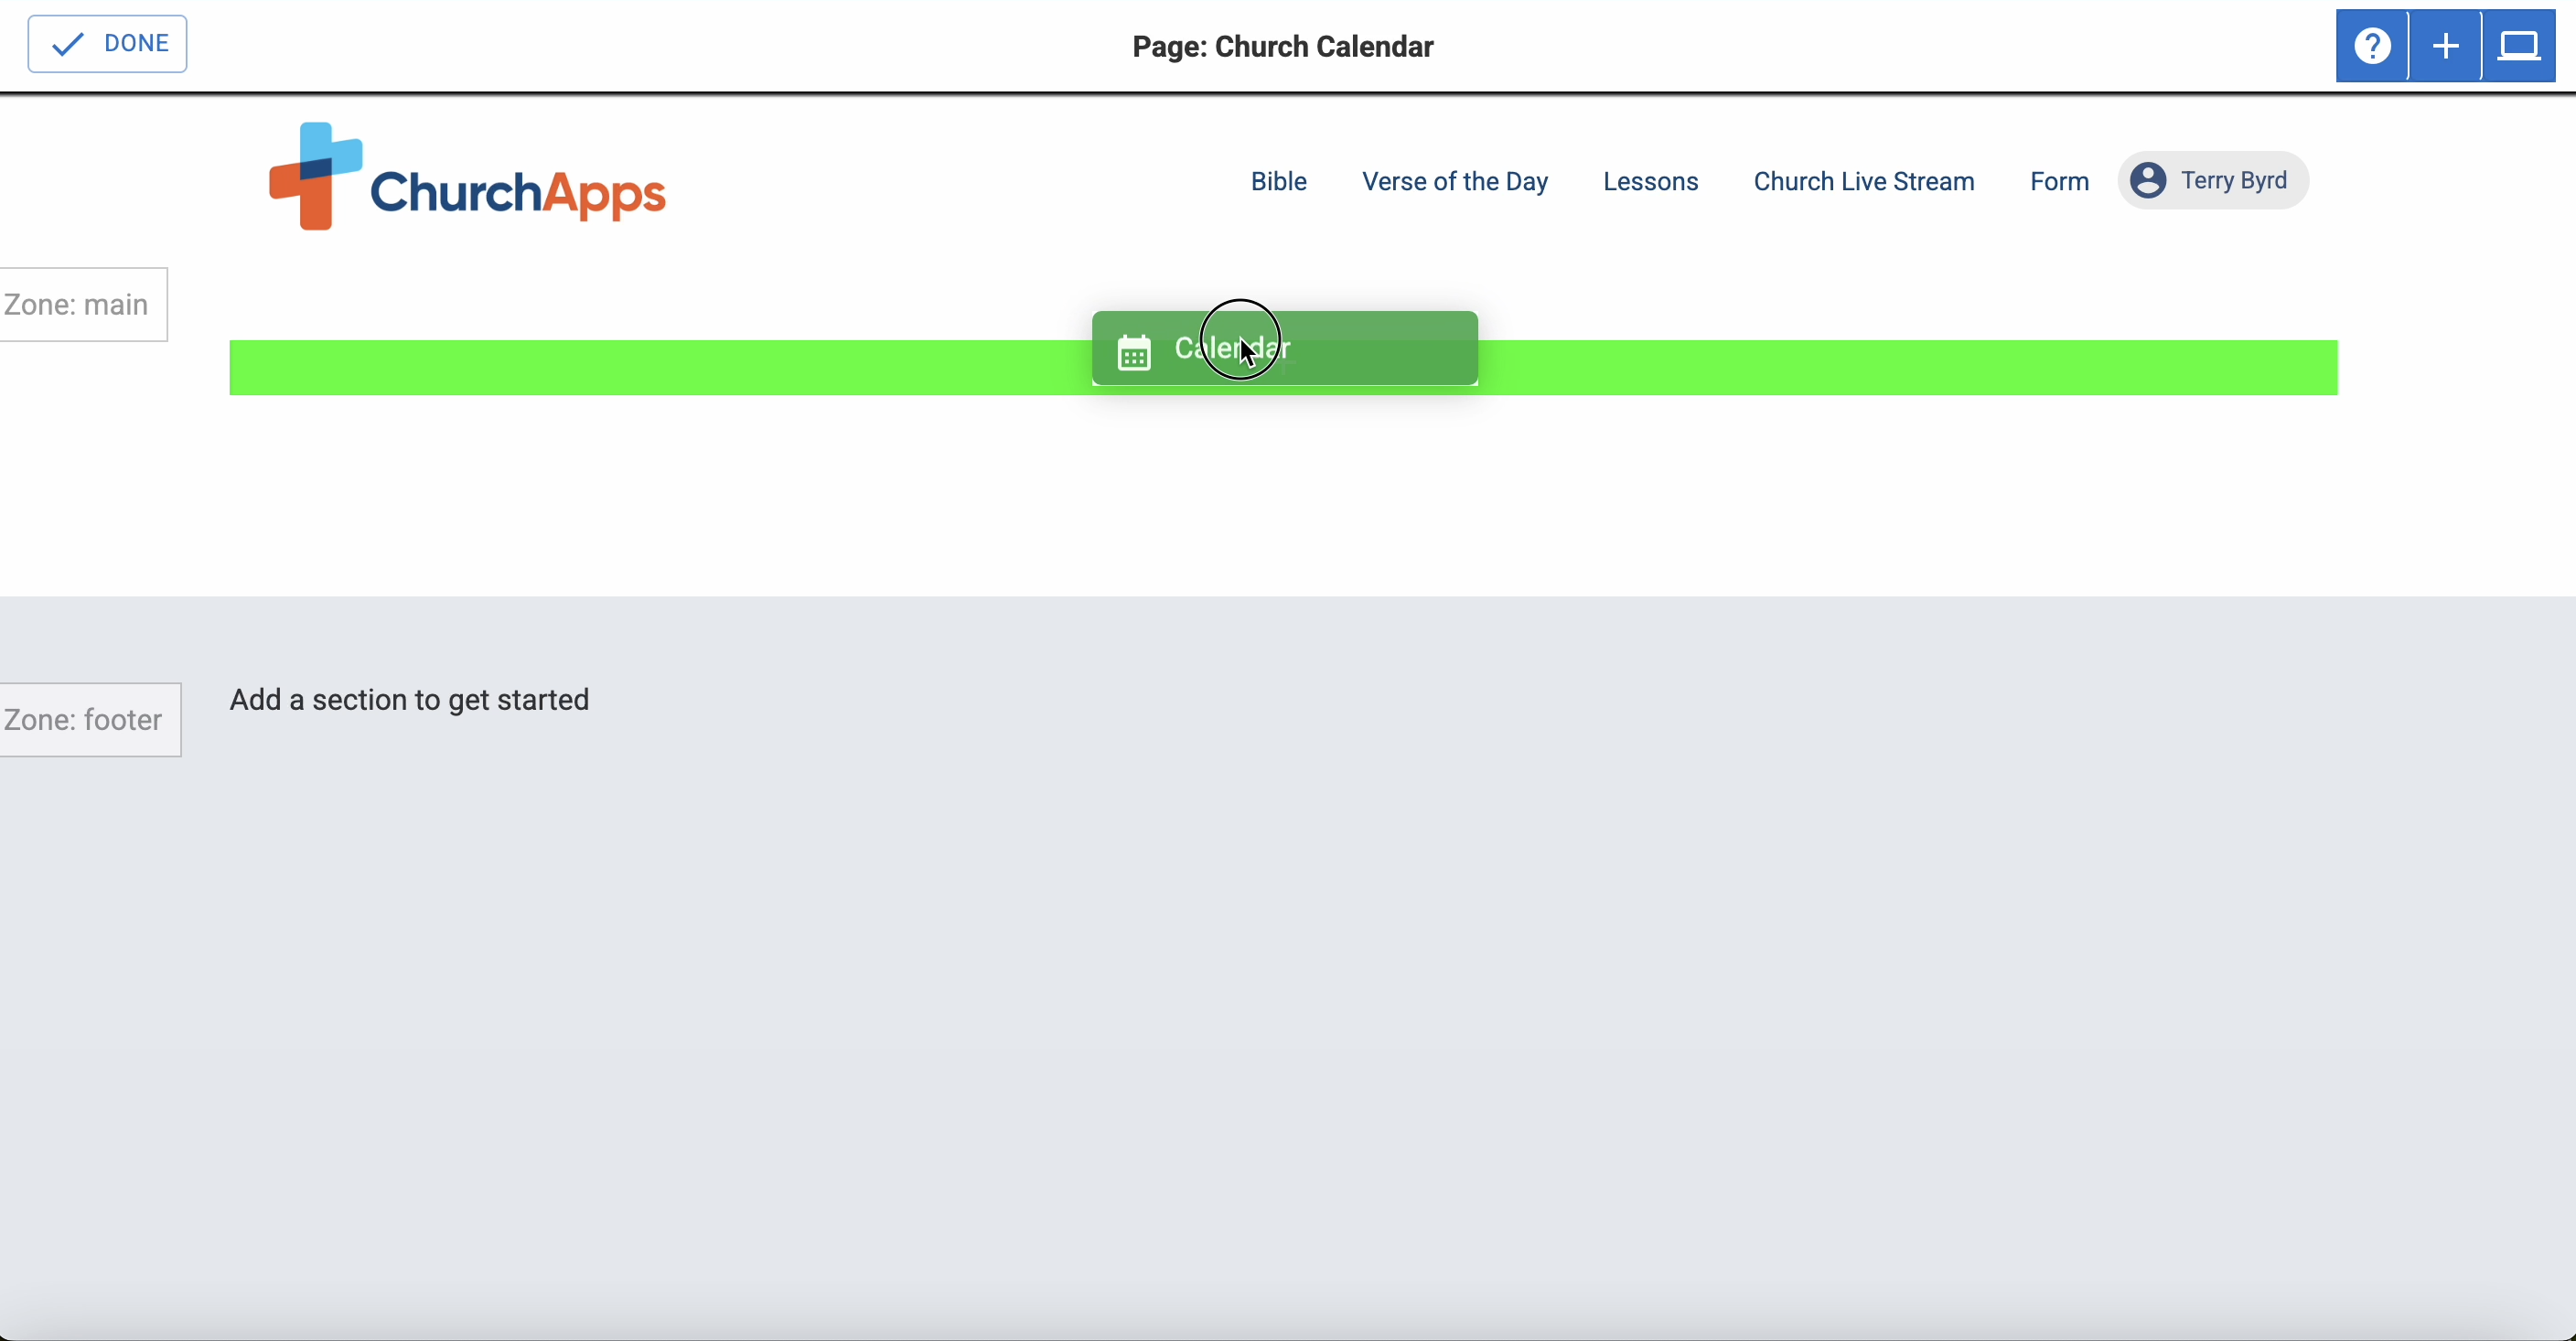 DONE
Page: Church Calendar
ChurchApps
Bible Verse of the Day Lessons Church Live Stream Form Terry Byrd
Zone: main
Calendar
Add a section to get started
Zone: footer